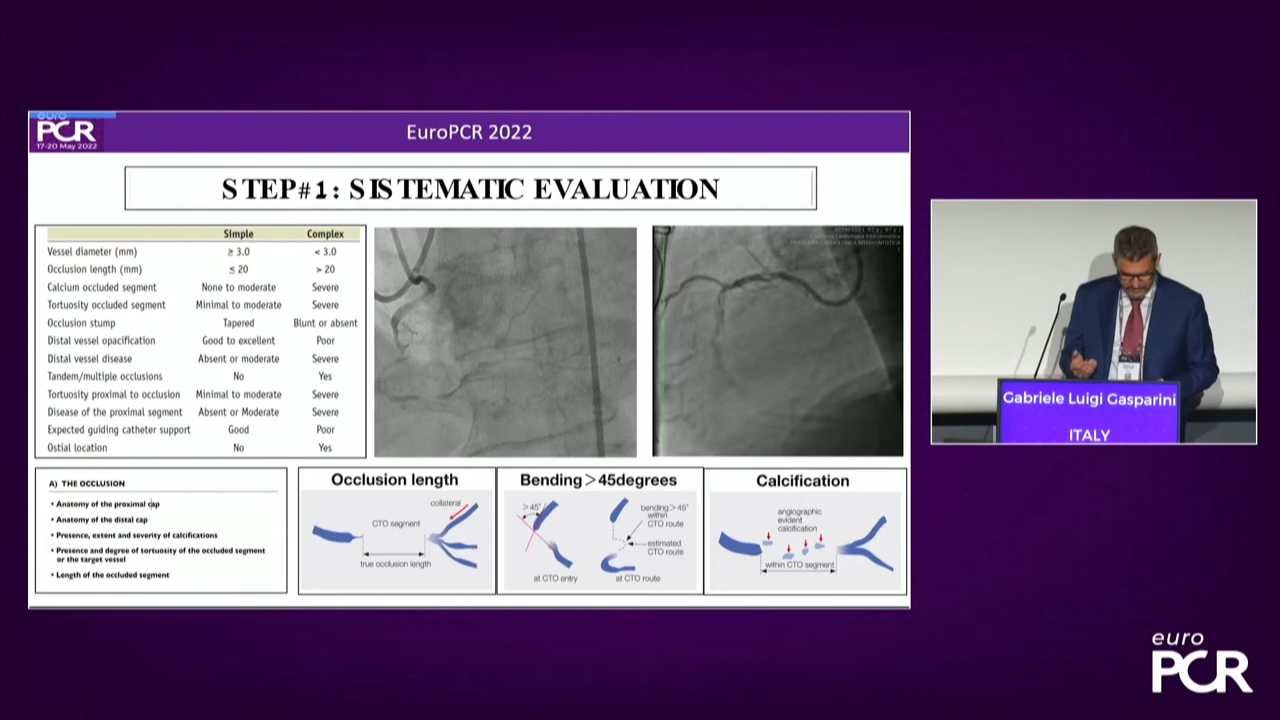 euro
PCR
17-20 May 2022
EuroPCR 2022
STEP#1: SISTEMATIC EVALUATION
Simple Complex
Vessel diameter (mm) ≥ 3.0 < 3.0
Occlusion length (mm) ≤ 20 > 20
Calcium occluded segment None to moderate Severe
Tortuosity occluded segment Minimal to moderate Severe
Occlusion stump Tapered Blunt or absent
Distal vessel opacification Good to excellent Poor
Distal vessel disease Absent or moderate Severe
Tandem/multiple occlusions No Yes
Tortuosity proximal to occlusion Minimal to moderate Severe
Disease of the proximal segment Absent or Moderate Severe
Expected guiding catheter support Good Poor
Ostial location No Yes
A) THE OCCLUSION
• Anatomy of the proximal cap
• Anatomy of the distal cap
• Presence, extent and severity of calcifications
• Presence and degree of tortuosity of the occluded segment
or the target vessel
• Length of the occluded segment
Occlusion length
collateral
CTO segment
true occlusion length
Bending>45degrees
>45°
bending >45°
within
CTO route
estimated
CTO route
at CTO entry
at CTO route
Calcification
angiographic
evident
calcification
within CTO segment
Gabriele Luigi Gasparini
ITALY
euro
PCR